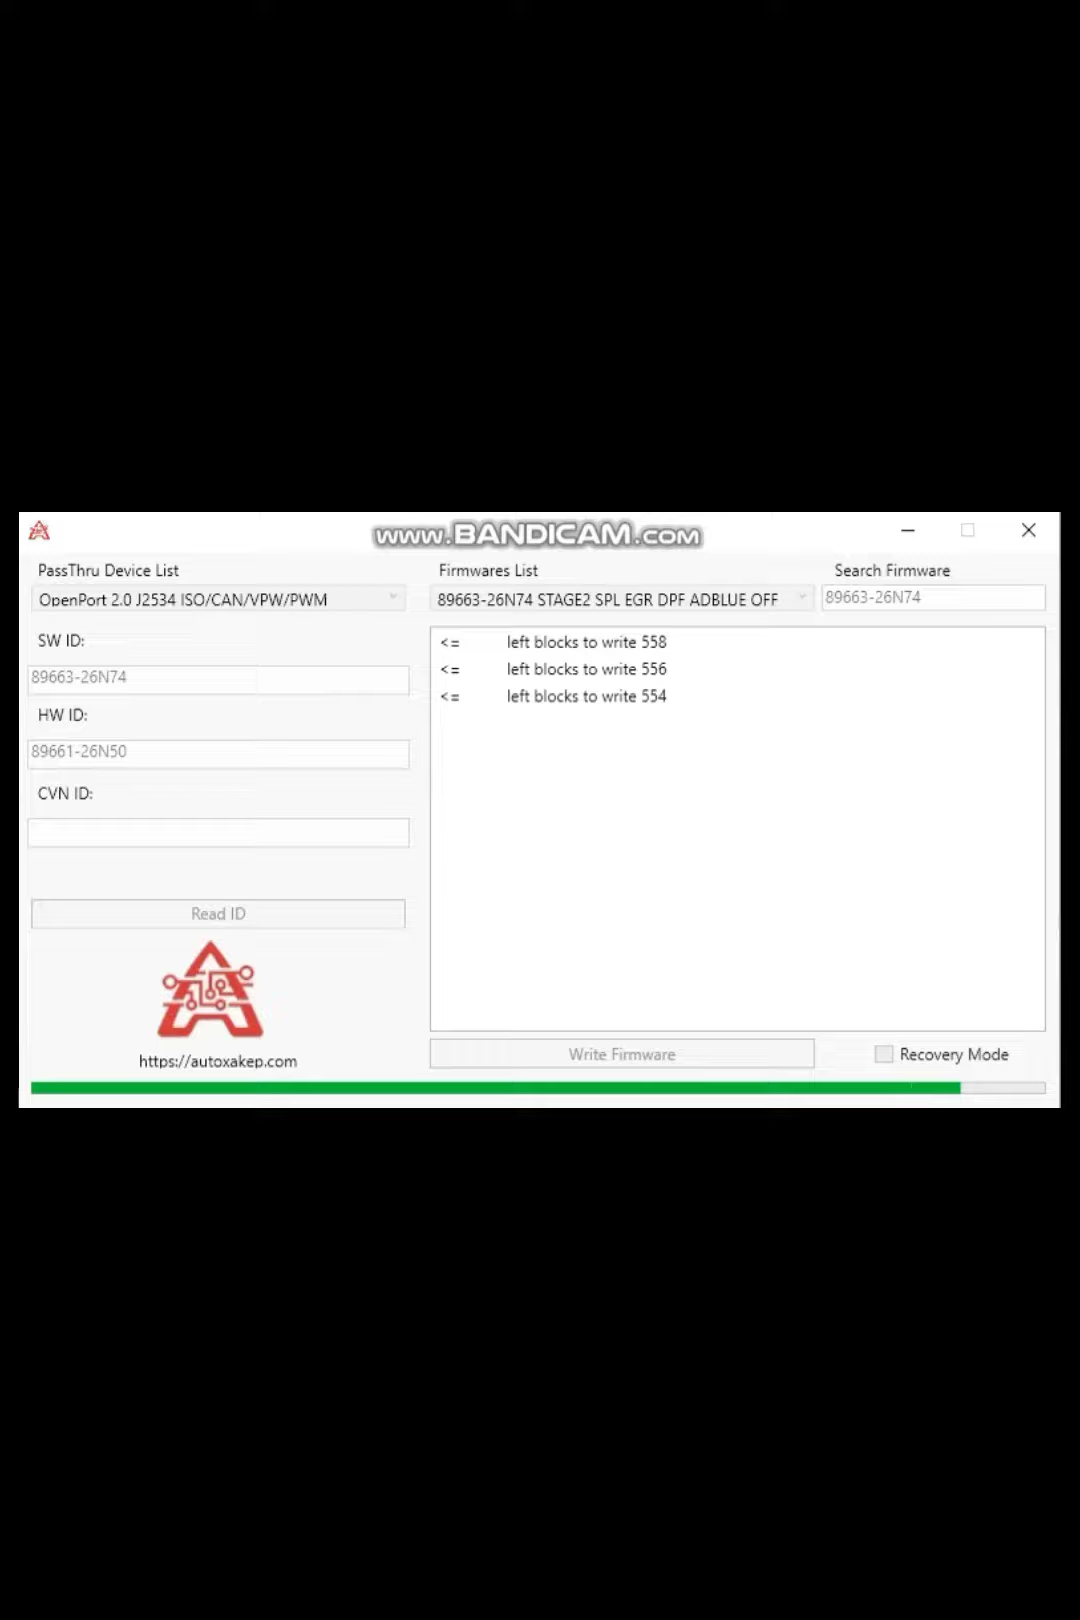 www.BANDICAM.com
PassThru Device List
OpenPort 2.0 J2534 ISO/CAN/VPW/PWM
SW ID:
89663-26N74
HW ID:
89661-26N50
CVN ID:
Read ID
https://autoxakep.com
Firmwares List
89663-26N74 STAGE2 SPL EGR DPF ADBLUE OFF
Search Firmware
89663-26N74
<= left blocks to write 558
<= left blocks to write 556
<= left blocks to write 554
Write Firmware
Recovery Mode